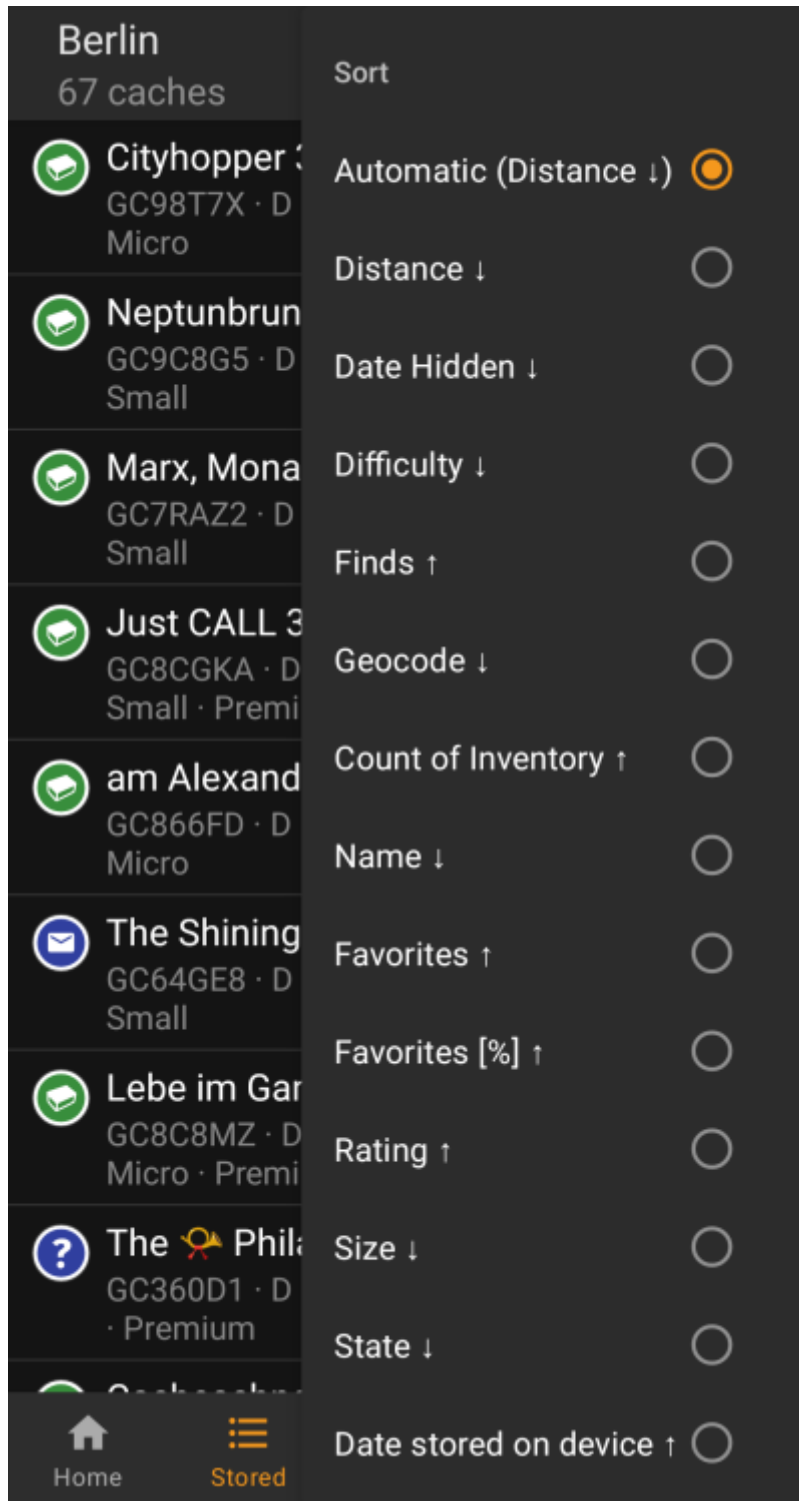 Berlin
67 caches
Cityhopper
GC98T7X · D
Micro
Neptunbrun
GC9C8G5 · D
Small
Marx, Mona
GC7RAZ2 · D
Small
Just CALL 3
GC8CGKA · D
Small · Premi
am Alexand
GC866FD · D
Micro
The Shining
GC64GE8 · D
Small
Lebe im Gar
GC8C8MZ · D
Micro · Premi
The Phila
GC360D1 · D
· Premium
Home
Stored
Sort
Automatic (Distance ↓)
Distance ↓
Date Hidden ↓
Difficulty ↓
Finds ↑
Geocode ↓
Count of Inventory ↑
Name ↓
Favorites ↑
Favorites [%] ↑
Rating ↑
Size ↓
State ↓
Date stored on device ↑